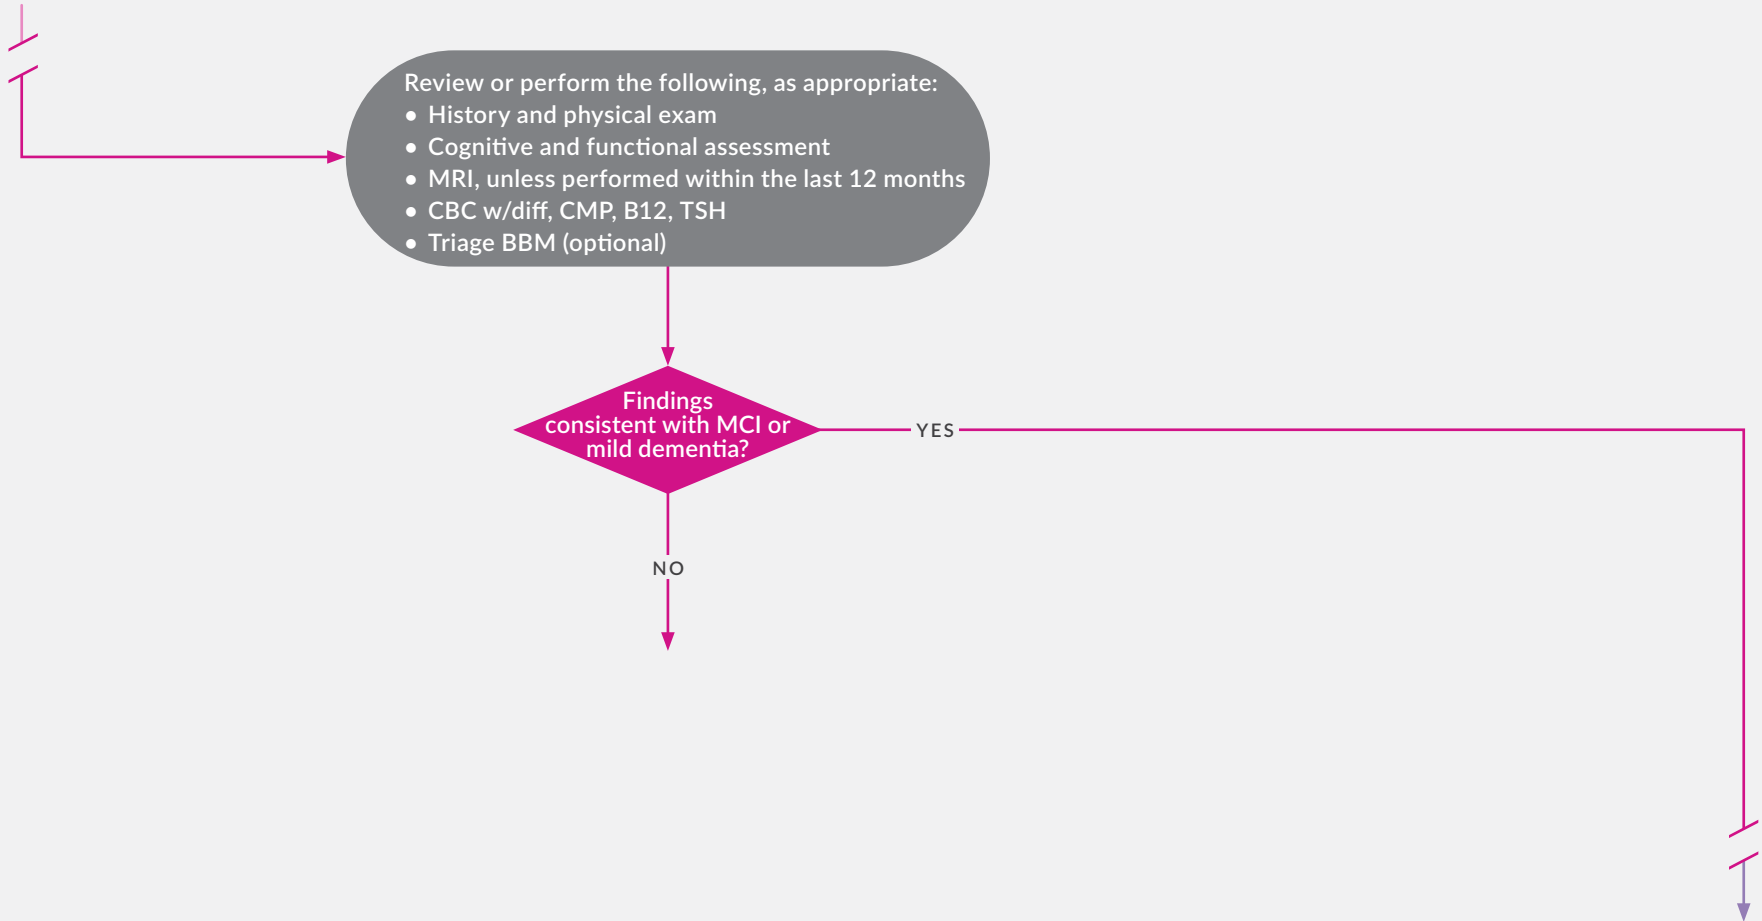 Review or perform the following, as appropriate:
• History and physical exam
• Cognitive and functional assessment
• MRI, unless performed within the last 12 months
• CBC w/diff, CMP, B12, TSH
• Triage BBM (optional)
Findings
consistent with MCI or
mild dementia?
YES
NO